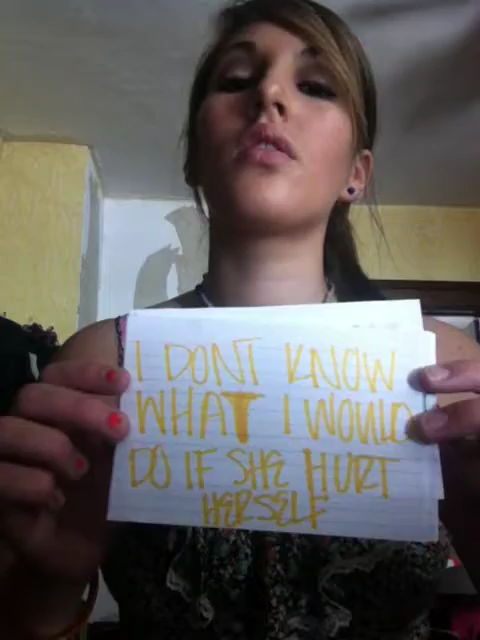 I DONT KNOW
WHAT I WOULD
DO IF SHE HURT
HERSELF